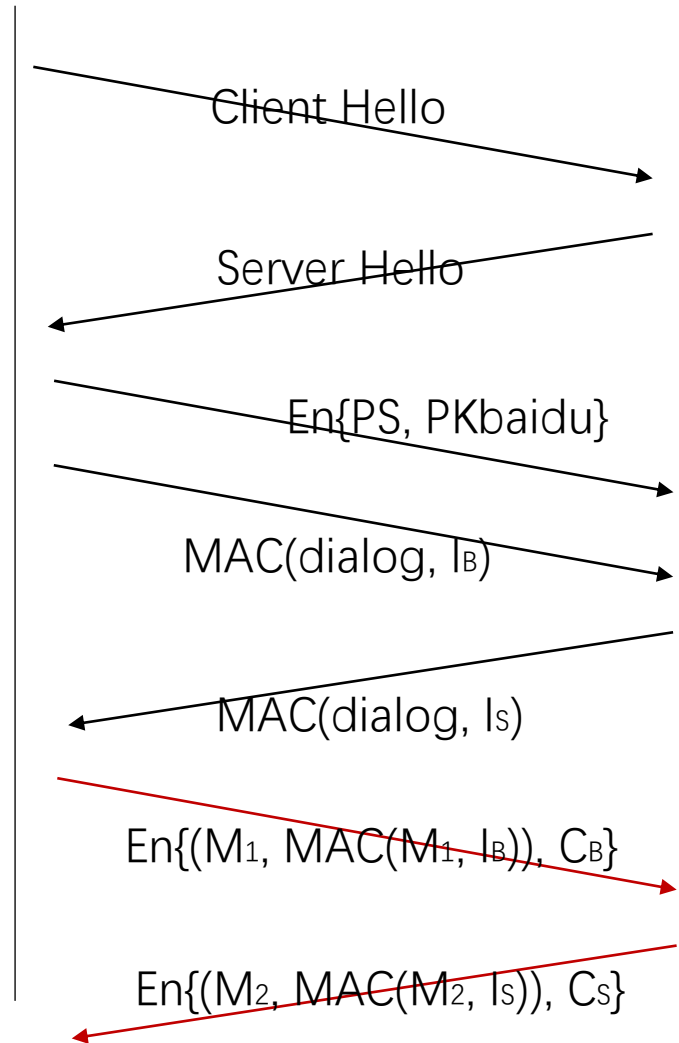 Client Hello
Server Hello
En{PS, PKbaidu}
MAC(dialog, IB)
MAC(dialog, IS)
En{(M1, MAC(M1, IB)), CB}
En{(M2, MAC(M2, IS)), CS}